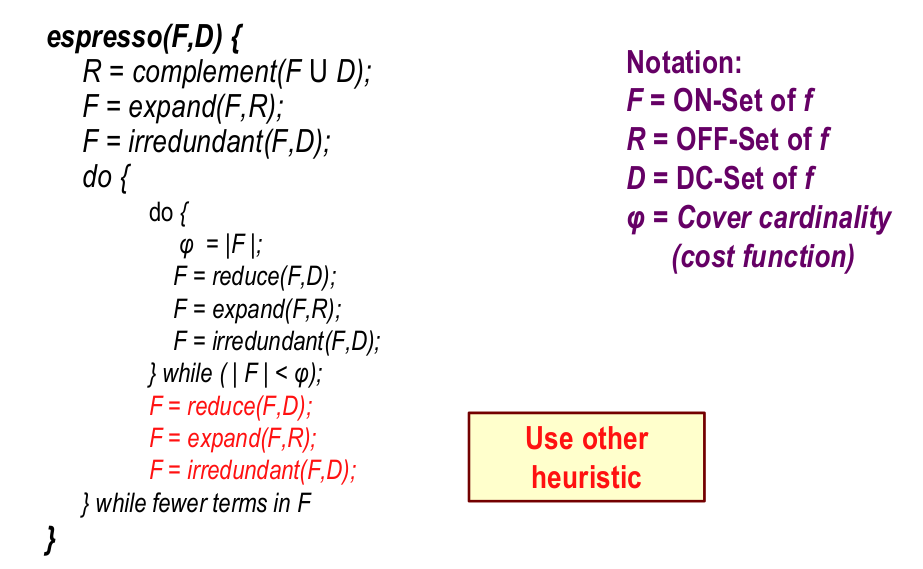 espresso(F,D) {
R = complement(F U D);
F = expand(F,R);
F = irredundant(F,D);
do {
do {
φ = |F |;
F = reduce(F,D);
F = expand(F,R);
F = irredundant(F,D);
} while ( | F | < φ);
F = reduce(F,D);
F = expand(F,R);
F = irredundant(F,D);
} while fewer terms in F
}
Notation:
F = ON-Set of f
R = OFF-Set of f
D = DC-Set of f
φ = Cover cardinality
(cost function)
Use other
heuristic